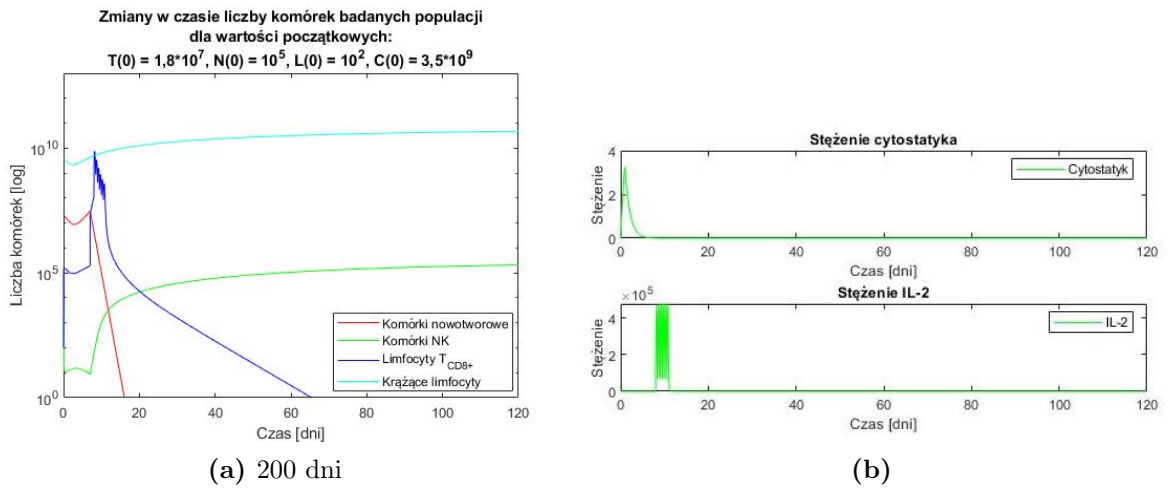 Zmiany w czasie liczby komórek badanych populacji
dla wartości początkowych:
T(0) = 1,8*10^7, N(0) = 10^5, L(0) = 10^2, C(0) = 3,5*10^9
Liczba komórek [log]
10^10
10^5
10^0
0 20 40 60 80 100 120
Czas [dni]
Komórki nowotworowe
Komórki NK
Limfocyty T_CD8+
Krążące limfocyty
(a) 200 dni
Stężenie cytostatyka
Stężenie
4
2
0
Cytostatyk
0 20 40 60 80 100 120
Czas [dni]
Stężenie IL-2
×10^5
Stężenie
4
2
0
IL-2
0 20 40 60 80 100 120
Czas [dni]
(b)